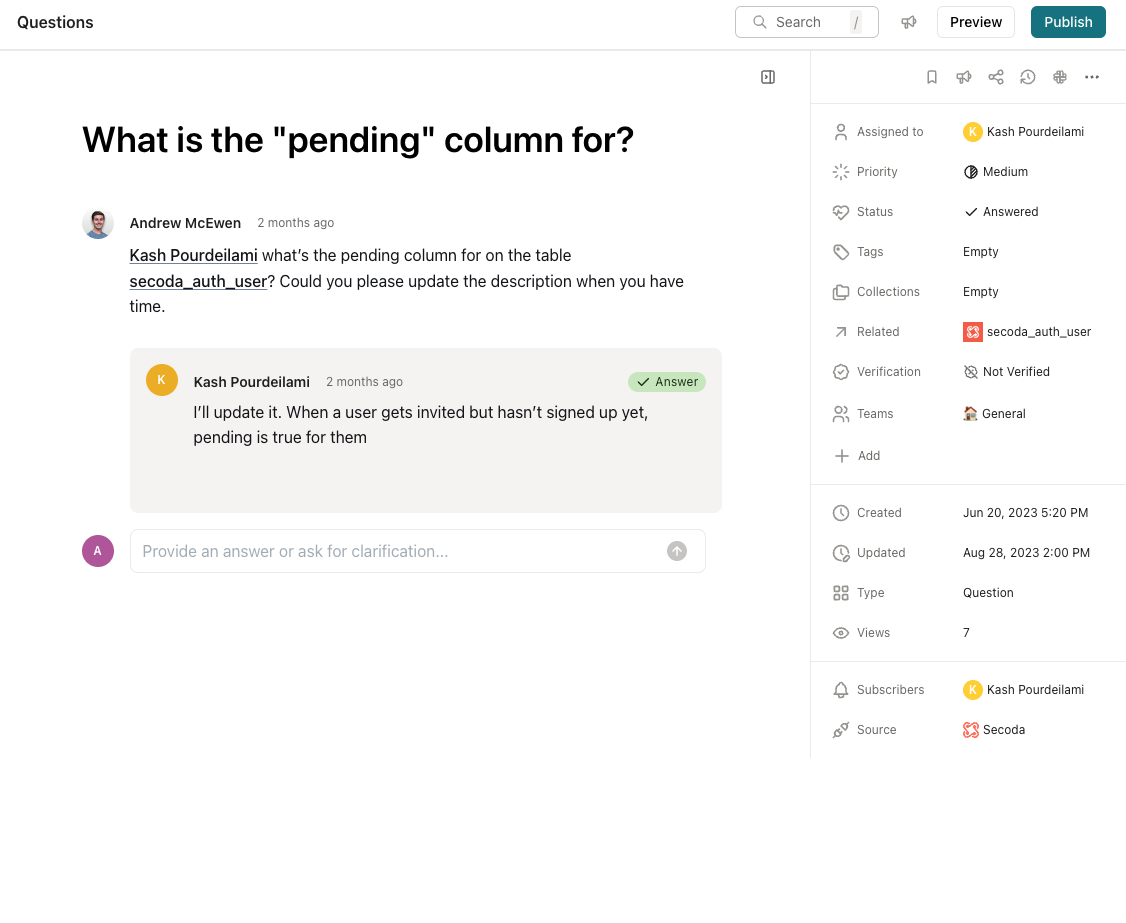 Questions
Search /
Preview
Publish
What is the "pending" column for?
Andrew McEwen 2 months ago
Kash Pourdeilami what’s the pending column for on the table
secoda_auth_user? Could you please update the description when you have
time.
K
Kash Pourdeilami 2 months ago
Answer
I’ll update it. When a user gets invited but hasn’t signed up yet,
pending is true for them
A
Provide an answer or ask for clarification...
Assigned to K Kash Pourdeilami
Priority Medium
Status Answered
Tags Empty
Collections Empty
Related secoda_auth_user
Verification Not Verified
Teams General
Add
Created Jun 20, 2023 5:20 PM
Updated Aug 28, 2023 2:00 PM
Type Question
Views 7
Subscribers K Kash Pourdeilami
Source Secoda